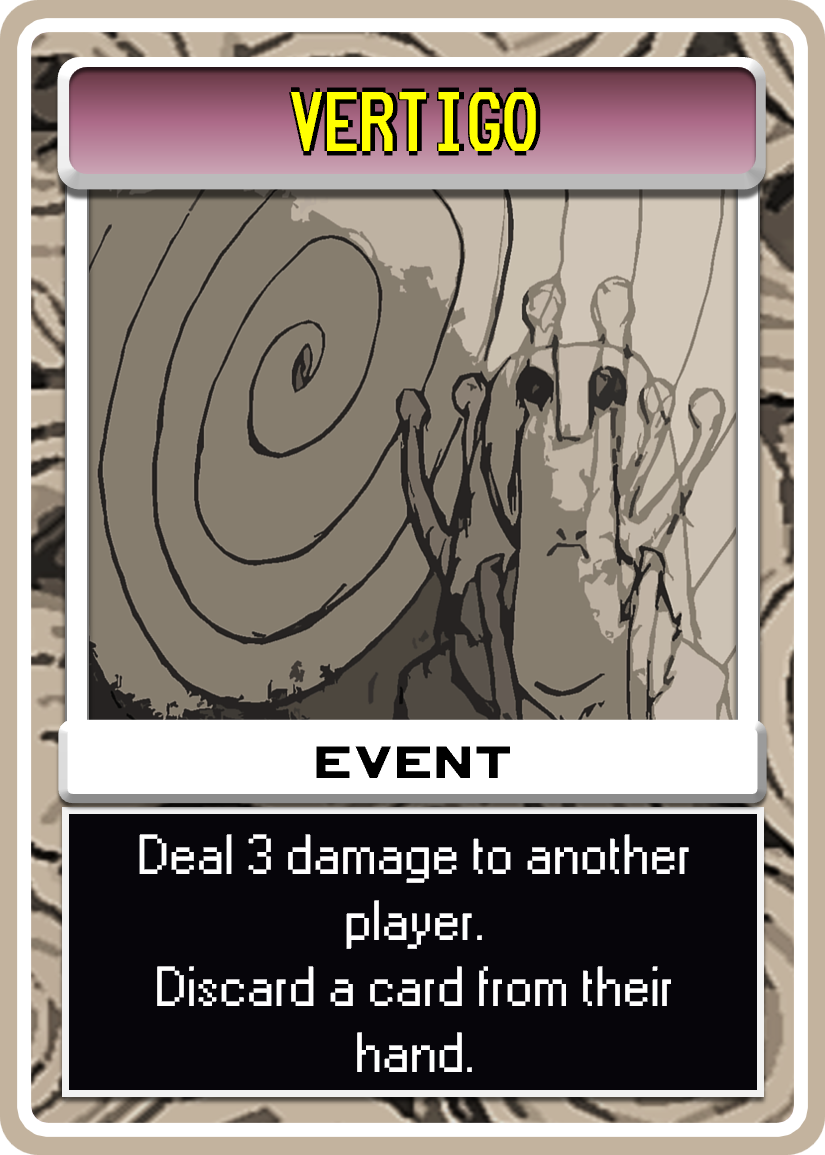 VERTIGO
EVENT
Deal 3 damage to another
player.
Discard a card from their
hand.